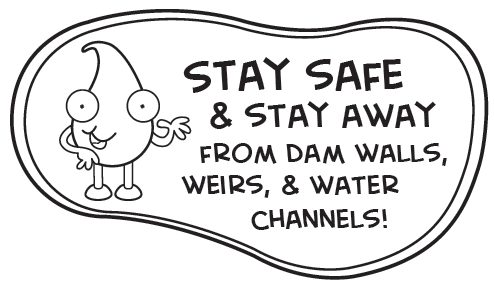 STAY SAFE
& STAY AWAY
FROM DAM WALLS,
WEIRS, & WATER
CHANNELS!